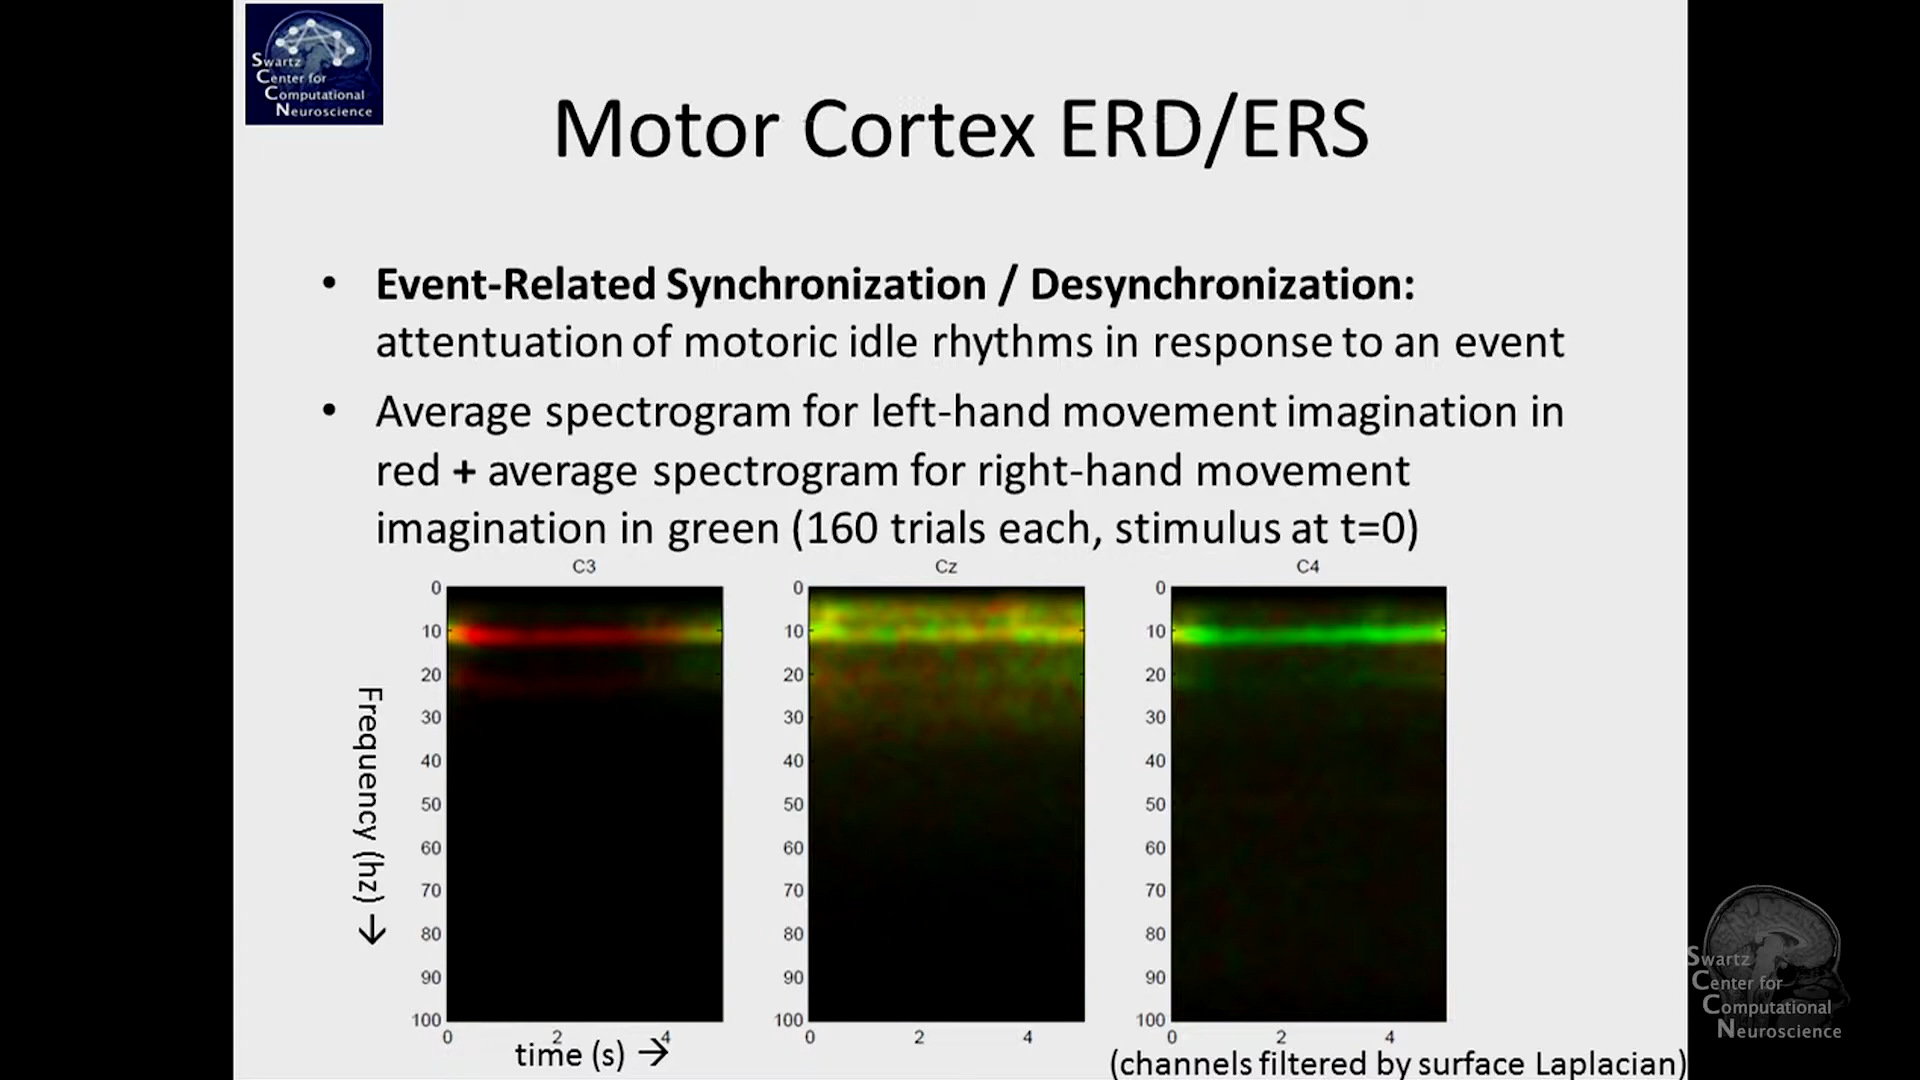 Swartz
Center for
Computational
Neuroscience
Motor Cortex ERD/ERS
• Event-Related Synchronization / Desynchronization:
attentuation of motoric idle rhythms in response to an event
• Average spectrogram for left-hand movement imagination in
red + average spectrogram for right-hand movement
imagination in green (160 trials each, stimulus at t=0)
C3
0
10
20
30
40
50
60
70
80
90
100
0 2 4
Frequency (hz) →
time (s) →
Cz
0
10
20
30
40
50
60
70
80
90
100
0 2 4
C4
0
10
20
30
40
50
60
70
80
90
100
0 2 4
(channels filtered by surface Laplacian)
Swartz
Center for
Computational
Neuroscience